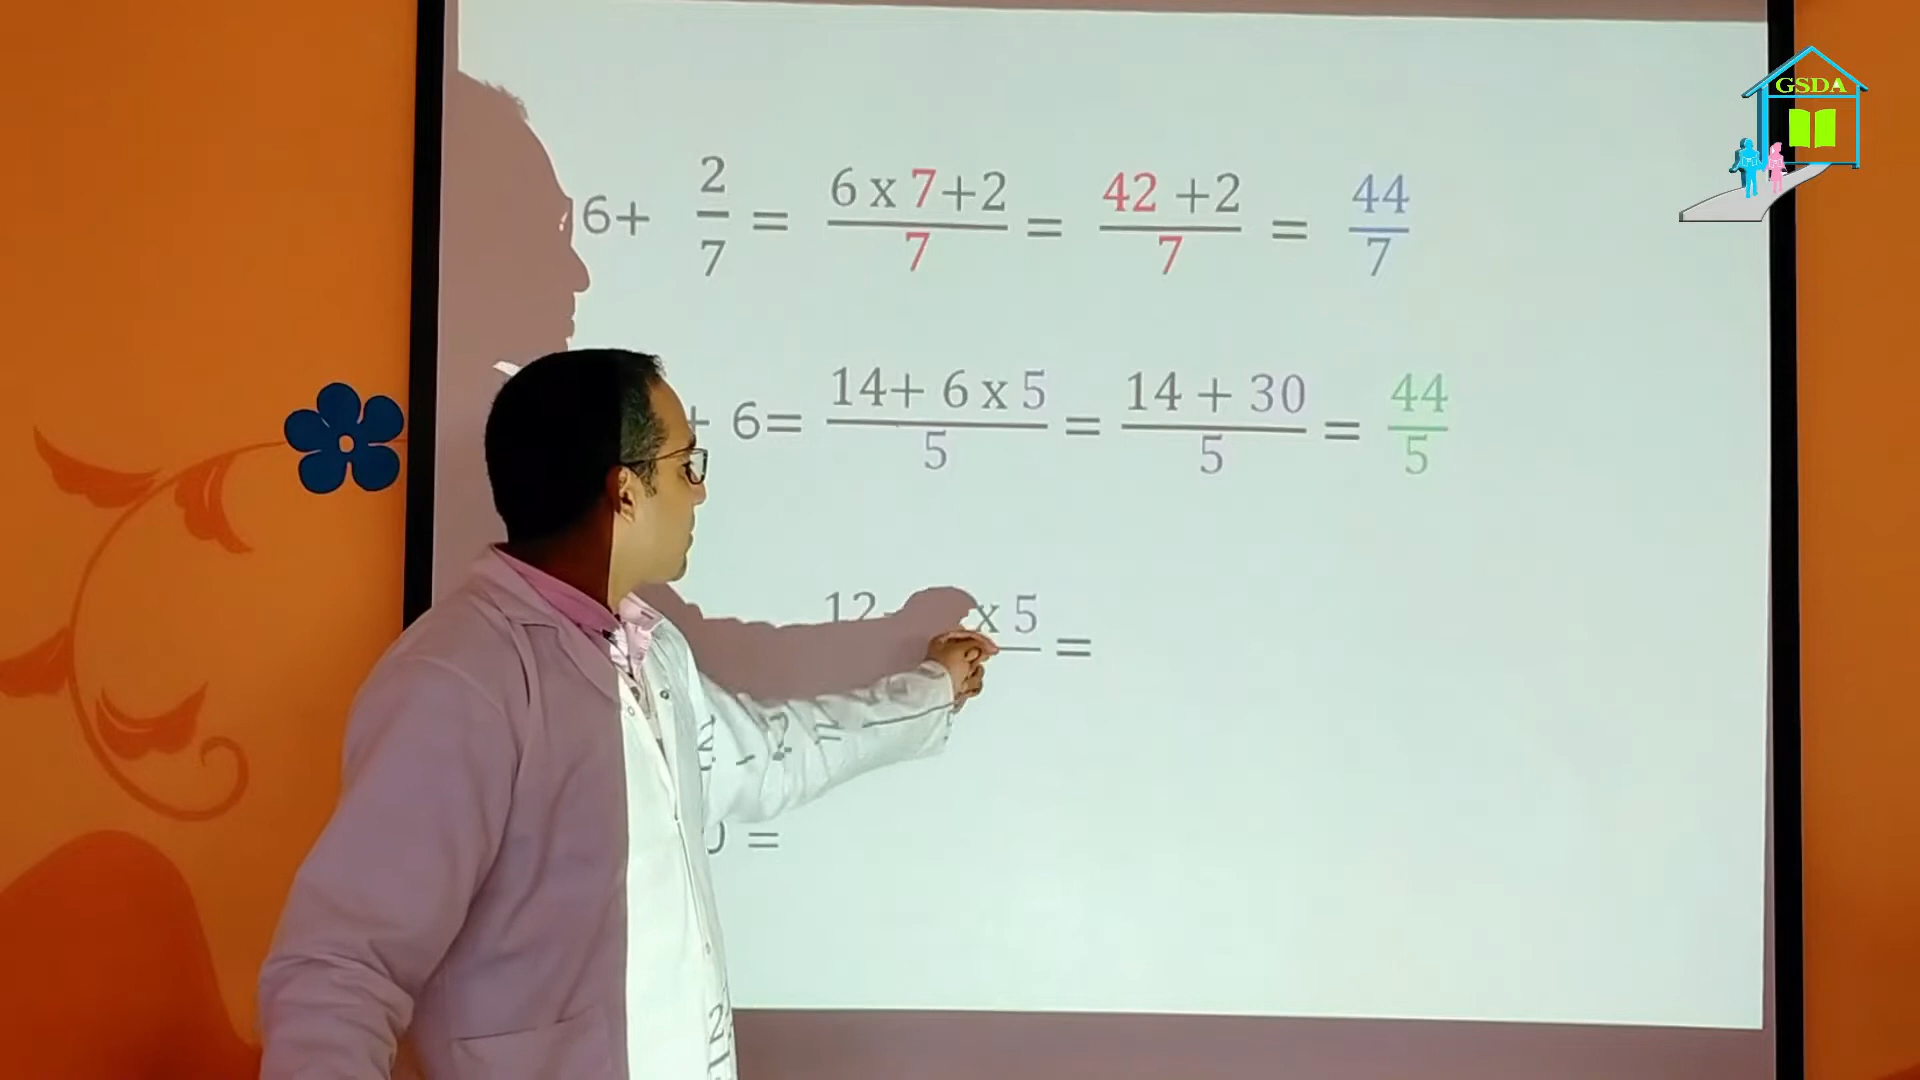 GSDA
6+ 2/7 = 6 x 7+2/7 = 42 +2/7 = 44/7
+ 6= 14+ 6 x 5/5 = 14 + 30/5 = 44/5
12- x 5 =
=